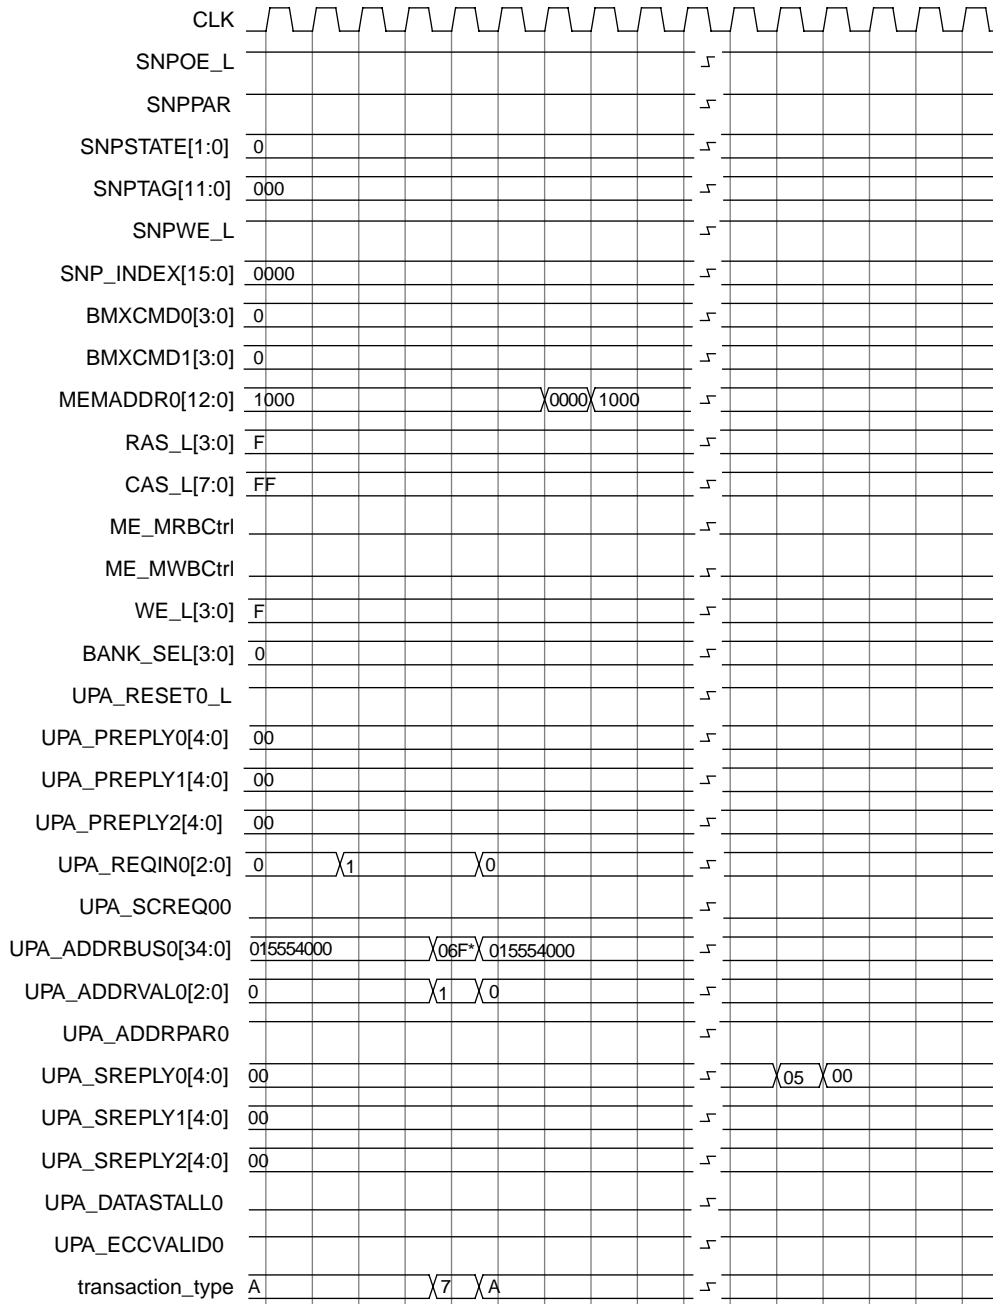 CLK
SNPOE_L
SNPPAR
SNPSTATE[1:0] 0
SNPTAG[11:0] 000
SNPWE_L
SNP_INDEX[15:0] 0000
BMXCMD0[3:0] 0
BMXCMD1[3:0] 0
MEMADDR0[12:0] 1000 0000 1000
RAS_L[3:0] F
CAS_L[7:0] FF
ME_MRBCtrl
ME_MWBCtrl
WE_L[3:0] F
BANK_SEL[3:0] 0
UPA_RESET0_L
UPA_PREPLY0[4:0] 00
UPA_PREPLY1[4:0] 00
UPA_PREPLY2[4:0] 00
UPA_REQIN0[2:0] 0 1 0
UPA_SCREQ00
UPA_ADDRBUS0[34:0] 015554000 06F* 015554000
UPA_ADDRVAL0[2:0] 0 1 0
UPA_ADDRPAR0
UPA_SREPLY0[4:0] 00 05 00
UPA_SREPLY1[4:0] 00
UPA_SREPLY2[4:0] 00
UPA_DATASTALL0
UPA_ECCVALID0
transaction_type A 7 A